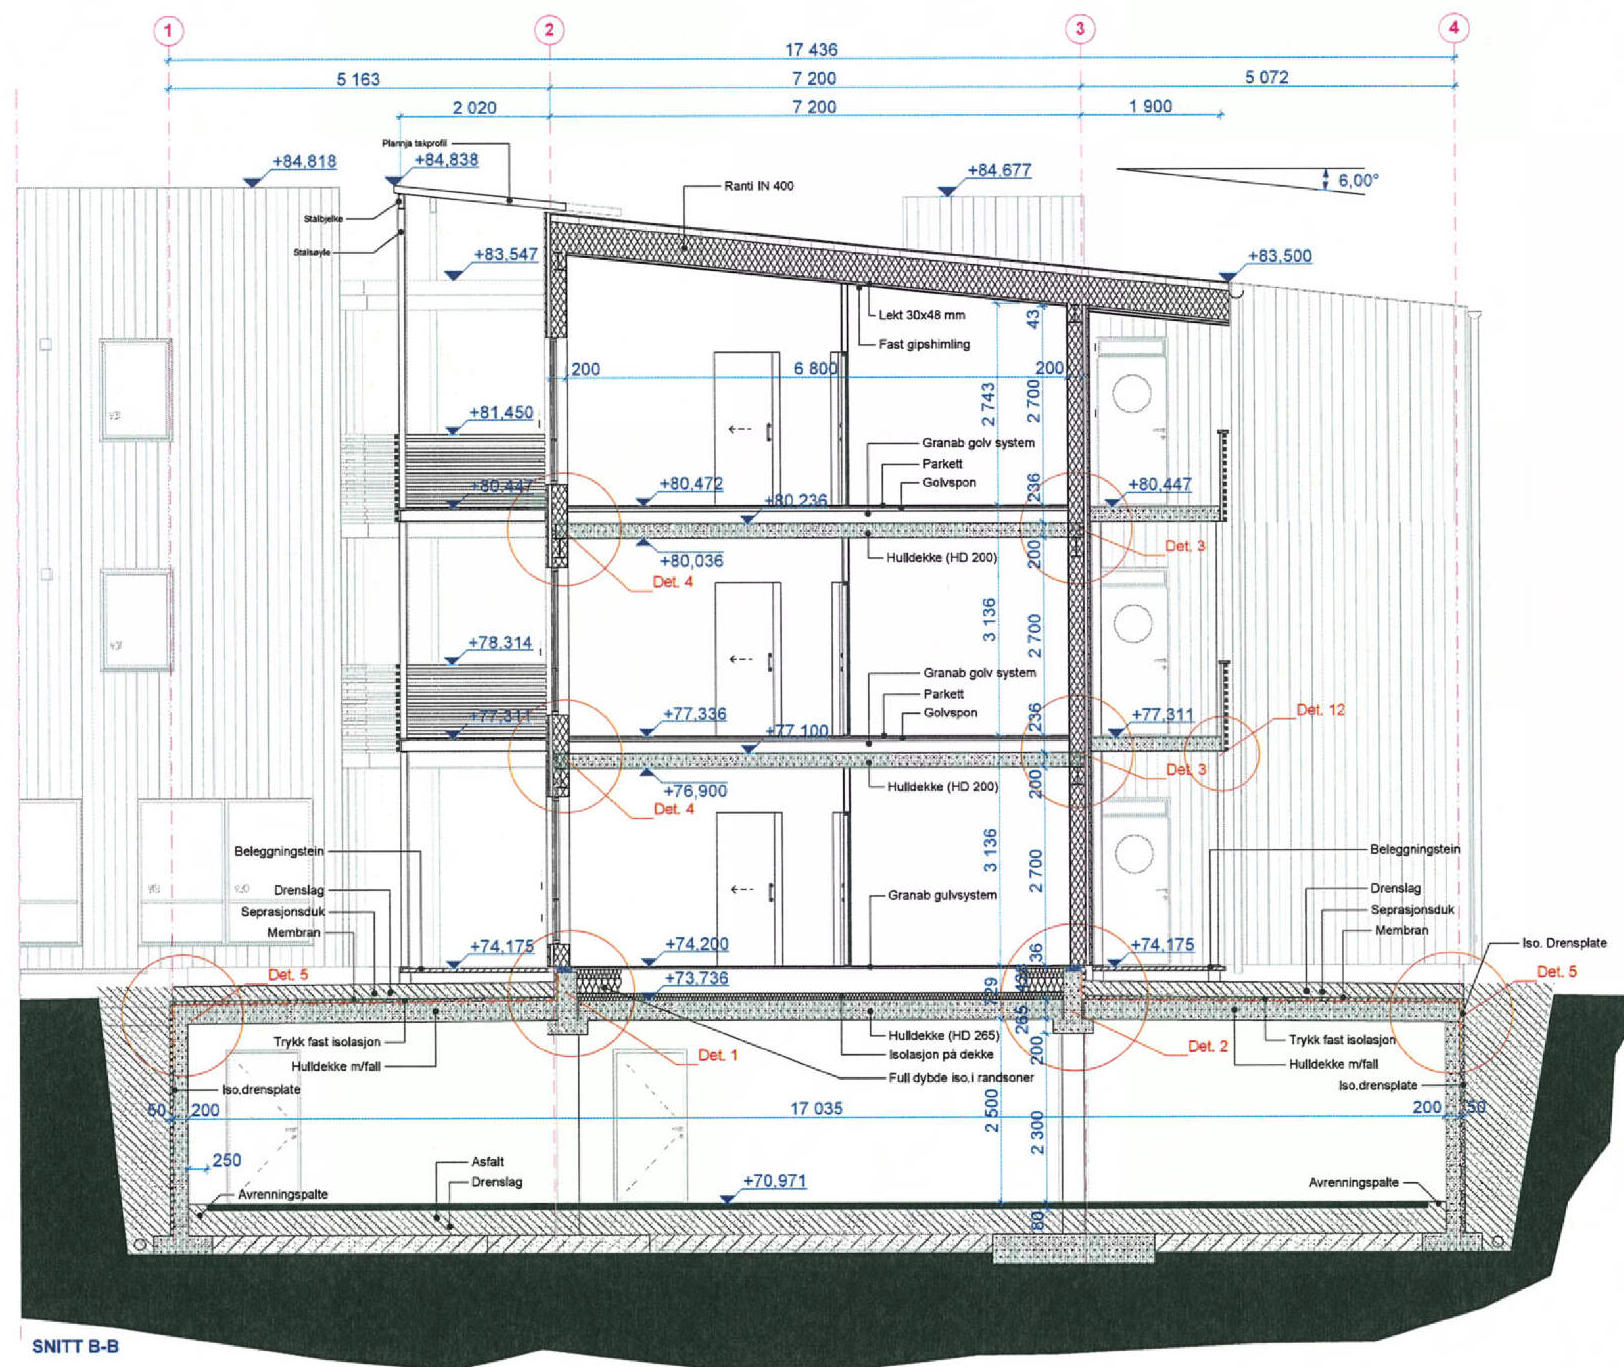 1 2 3 4
17 436
5 163 7 200 5 072
2 020 7 200 1 900
Plannja takprofil
+84,818 +84,838 +84.677
Ranti IN 400 6,00°
Stålbjelke
Stålsøyle
+83,547 +83,500
Lekt 30x48 mm 43
Fast gipshimling
200 6 800 200
2 743 2 700
+81,450
Granab golv system
Parkett
Golvspon
+80,447 +80,472 +80,236 236 +80,447
Hulldekke (HD 200) 200 Det. 3
+80,036
Det. 4
3 136 2 700
+78,314
Granab golv system
Parkett
Golvspon
Det. 12
+77,311 +77,336 +77,100 236 +77,311
Det. 3
+76,900 Hulldekke (HD 200) 200
Det. 4
3 136 2 700
Beleggningstein Beleggningstein
Drenslag Granab gulvsystem Drenslag
Seprasjonsduk Seprasjonsduk
Membran Membran
+74,175 +74,200 +74,175 Iso. Drensplate
Det. 5 +73,736 Det. 5
265
Hulldekke (HD 265)
Trykk fast isolasjon Det. 1 Isolasjon på dekke 200 Det. 2 Trykk fast isolasjon
Hulldekke m/fall Full dybde iso.i randsoner Hulldekke m/fall
Iso.drensplate Iso.drensplate
50 200 17 035 2 500 2 300 200 50
250 Asfalt
Drenslag
Avrenningspalte +70,971 Avrenningspalte
80
SNITT B-B